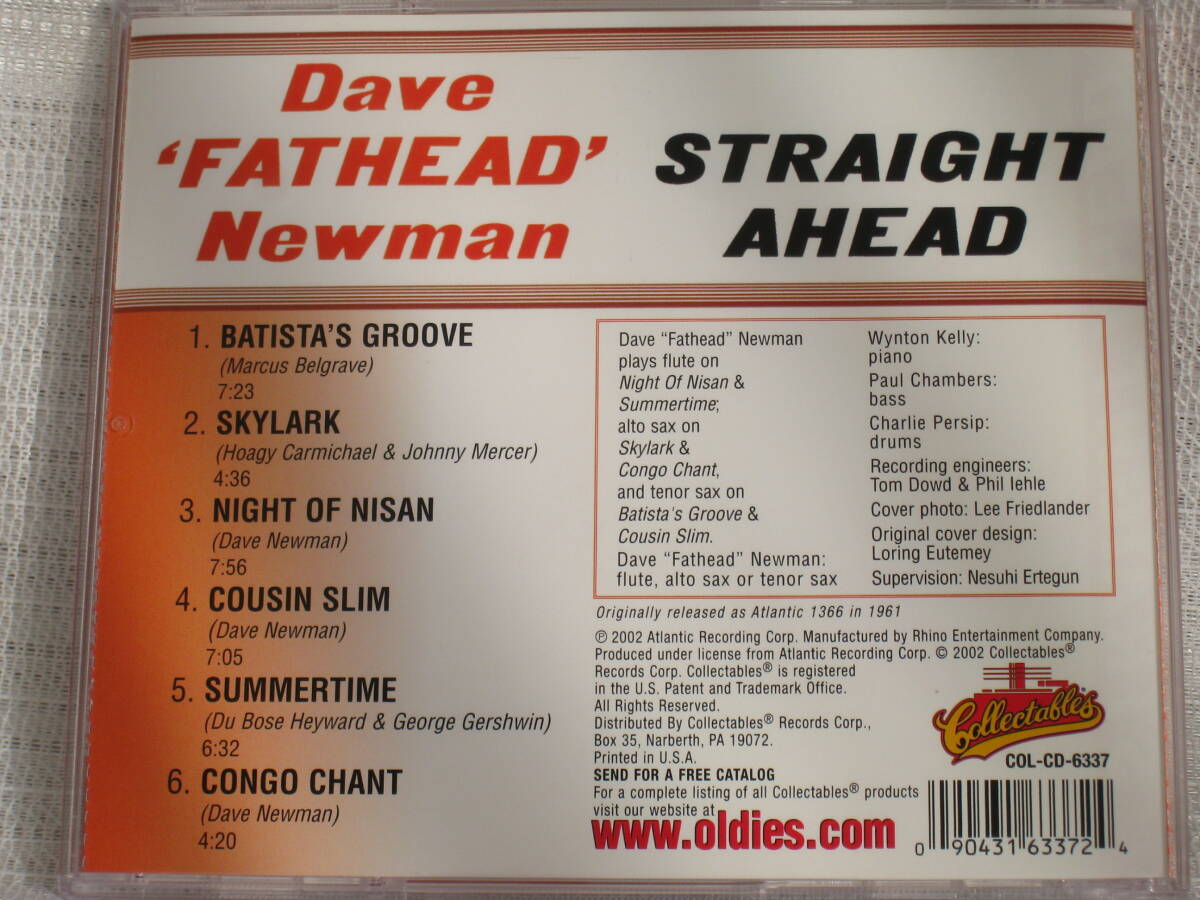 Dave
‘FATHEAD’
Newman
STRAIGHT
AHEAD
1. BATISTA'S GROOVE
(Marcus Belgrave)
7:23
2. SKYLARK
(Hoagy Carmichael & Johnny Mercer)
4:36
3. NIGHT OF NISAN
(Dave Newman)
7:56
4. COUSIN SLIM
(Dave Newman)
7:05
5. SUMMERTIME
(Du Bose Heyward & George Gershwin)
6:32
6. CONGO CHANT
(Dave Newman)
4:20
Dave “Fathead” Newman
plays flute on
Night Of Nisan &
Summertime;
alto sax on
Skylark &
Congo Chant,
and tenor sax on
Batista's Groove &
Cousin Slim.
Dave “Fathead” Newman:
flute, alto sax or tenor sax
Wynton Kelly:
piano
Paul Chambers:
bass
Charlie Persip:
drums
Recording engineers:
Tom Dowd & Phil Iehle
Cover photo: Lee Friedlander
Original cover design:
Loring Eutemey
Supervision: Nesuhi Ertegun
Originally released as Atlantic 1366 in 1961
℗ 2002 Atlantic Recording Corp. Manufactured by Rhino Entertainment Company.
Produced under license from Atlantic Recording Corp. © 2002 Collectables®
Records Corp. Collectables® is registered
in the U.S. Patent and Trademark Office.
All Rights Reserved.
Distributed By Collectables® Records Corp.,
Box 35, Narberth, PA 19072.
Printed in U.S.A.
SEND FOR A FREE CATALOG
For a complete listing of all Collectables® products
visit our website at
www.oldies.com
Collectables
COL-CD-6337
0 90431 63372 4